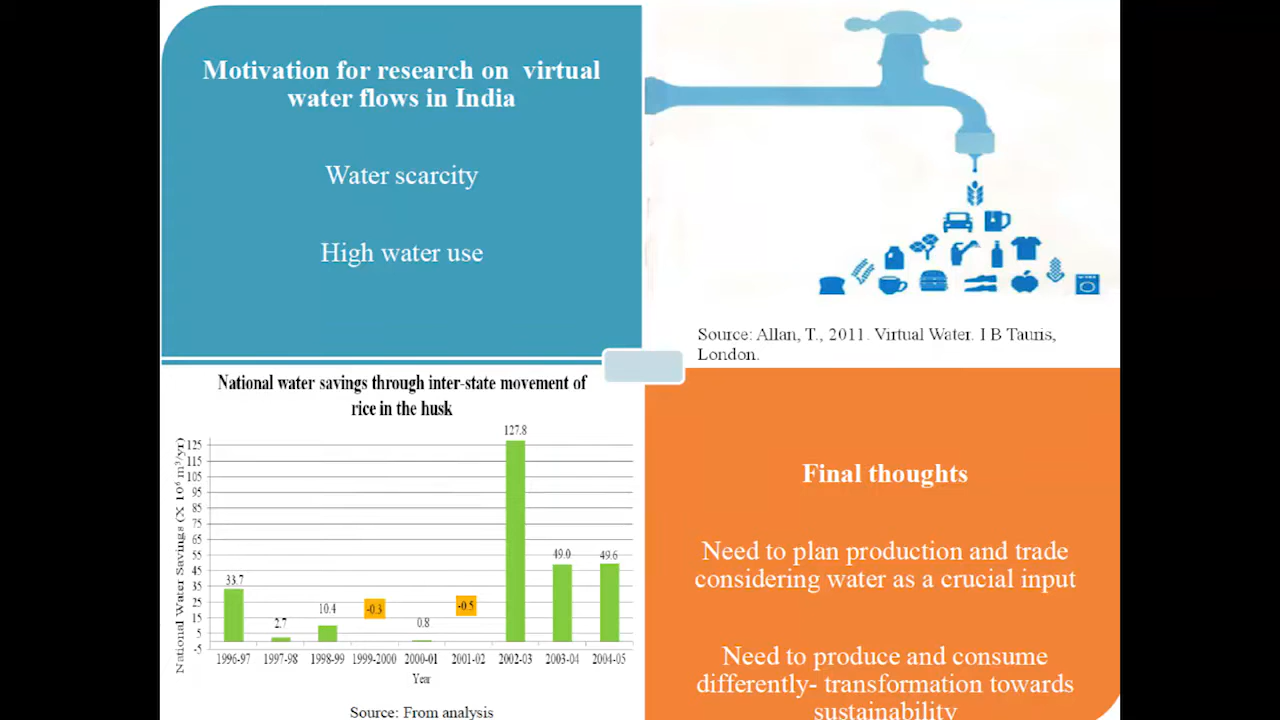 Motivation for research on virtual
water flows in India
Water scarcity
High water use
Source: Allan, T., 2011. Virtual Water. I B Tauris,
London.
National water savings through inter-state movement of
rice in the husk
National Water Savings (X 10⁶ m³/yr)
125
115
105
95
85
75
65
55
45
35
25
15
5
-5
33.7
2.7
10.4
-0.3
0.8
-0.5
127.8
49.0
49.6
1996-97 1997-98 1998-99 1999-2000 2000-01 2001-02 2002-03 2003-04 2004-05
Year
Source: From analysis
Final thoughts
Need to plan production and trade
considering water as a crucial input
Need to produce and consume
differently- transformation towards
sustainability